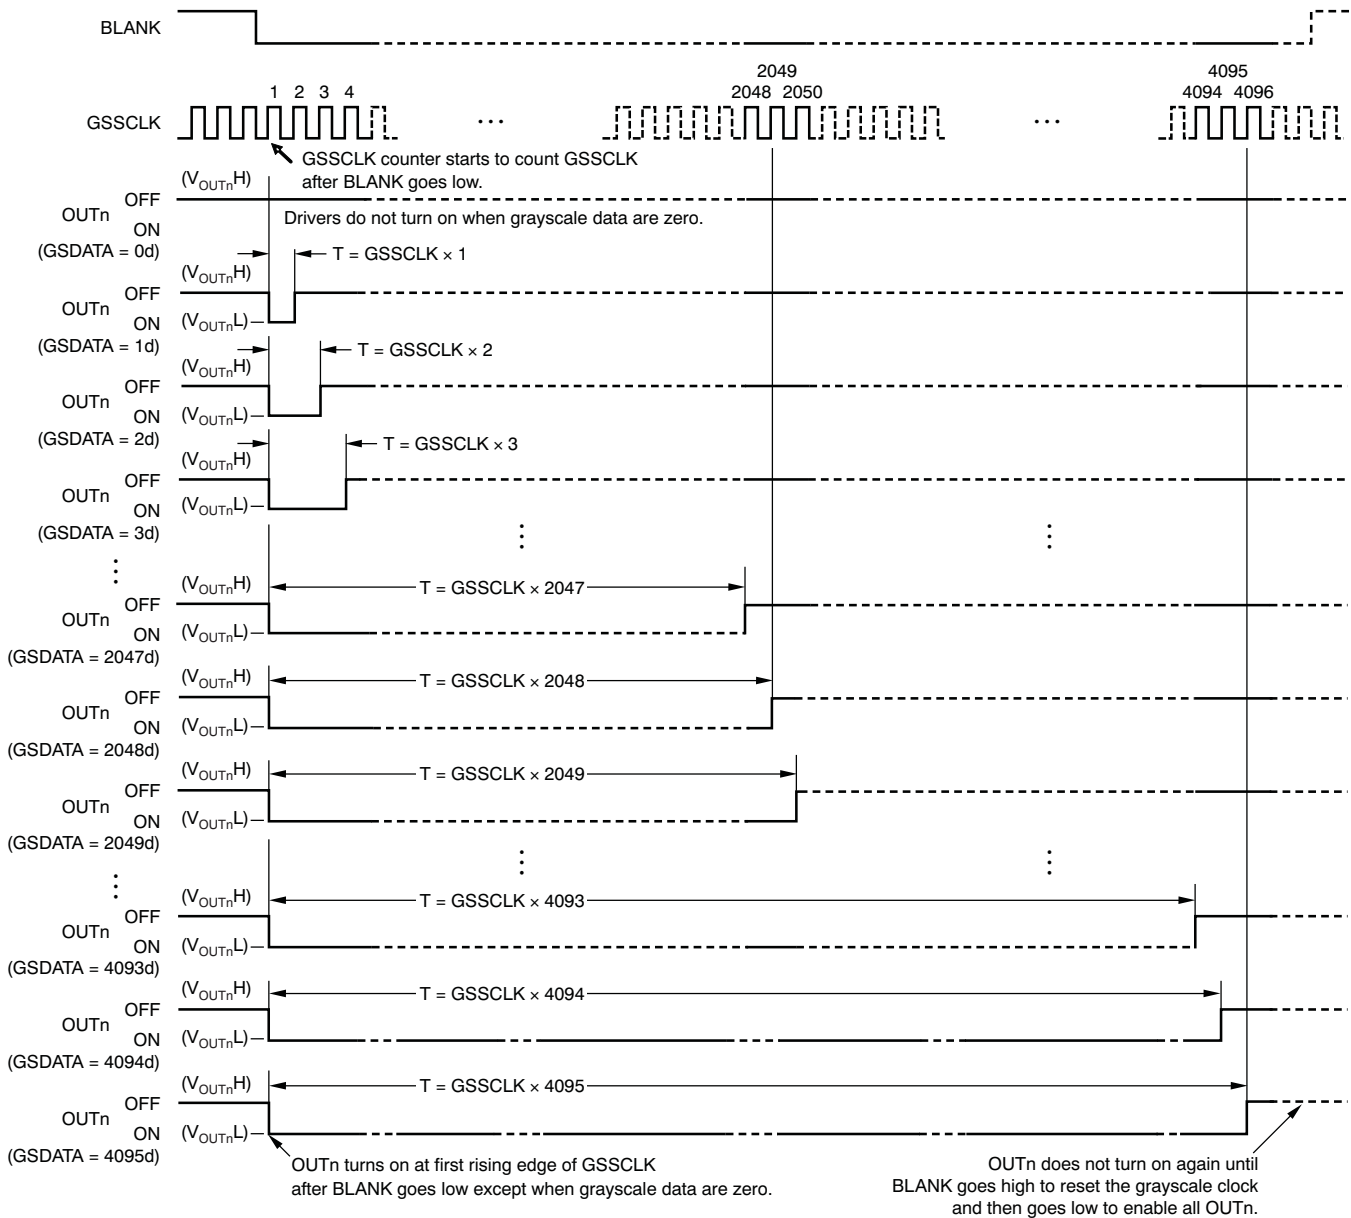 BLANK
2049
4095
1 2 3 4
2048 2050
4094 4096
GSSCLK
...
...
GSSCLK counter starts to count GSSCLK
after BLANK goes low.
(VOUTnH)
OFF
OUTn
ON
(GSDATA = 0d)
Drivers do not turn on when grayscale data are zero.
T = GSSCLK × 1
(VOUTnH)
OFF
OUTn
ON
(VOUTnL)
(GSDATA = 1d)
T = GSSCLK × 2
(VOUTnH)
OFF
OUTn
ON
(VOUTnL)
(GSDATA = 2d)
T = GSSCLK × 3
(VOUTnH)
OFF
OUTn
ON
(VOUTnL)
(GSDATA = 3d)
(VOUTnH)
T = GSSCLK × 2047
OFF
OUTn
ON
(VOUTnL)
(GSDATA = 2047d)
(VOUTnH)
T = GSSCLK × 2048
OFF
OUTn
ON
(VOUTnL)
(GSDATA = 2048d)
(VOUTnH)
T = GSSCLK × 2049
OFF
OUTn
ON
(VOUTnL)
(GSDATA = 2049d)
(VOUTnH)
T = GSSCLK × 4093
OFF
OUTn
ON
(VOUTnL)
(GSDATA = 4093d)
(VOUTnH)
T = GSSCLK × 4094
OFF
OUTn
ON
(VOUTnL)
(GSDATA = 4094d)
(VOUTnH)
T = GSSCLK × 4095
OFF
OUTn
ON
(VOUTnL)
(GSDATA = 4095d)
OUTn turns on at first rising edge of GSSCLK
after BLANK goes low except when grayscale data are zero.
OUTn does not turn on again until
BLANK goes high to reset the grayscale clock
and then goes low to enable all OUTn.